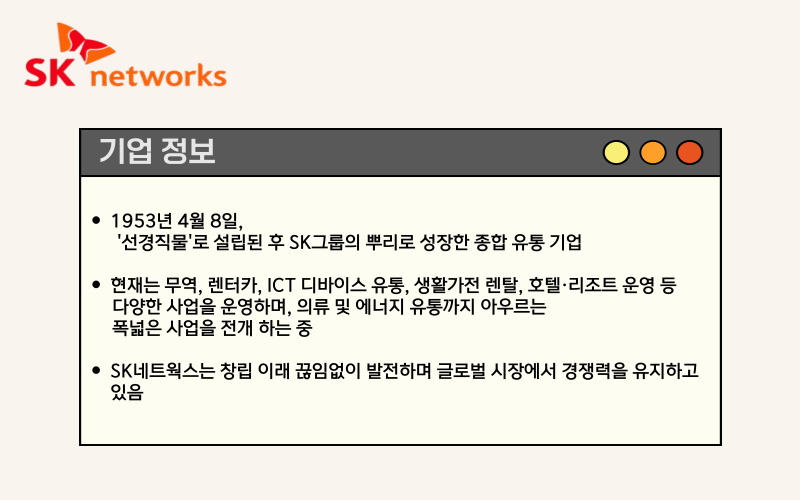 SK networks
기업 정보
• 1953년 4월 8일,
'선경직물'로 설립된 후 SK그룹의 뿌리로 성장한 종합 유통 기업
• 현재는 무역, 렌터카, ICT 디바이스 유통, 생활가전 렌탈, 호텔·리조트 운영 등
다양한 사업을 운영하며, 의류 및 에너지 유통까지 아우르는
폭넓은 사업을 전개 하는 중
• SK네트웍스는 창립 이래 끊임없이 발전하며 글로벌 시장에서 경쟁력을 유지하고
있음